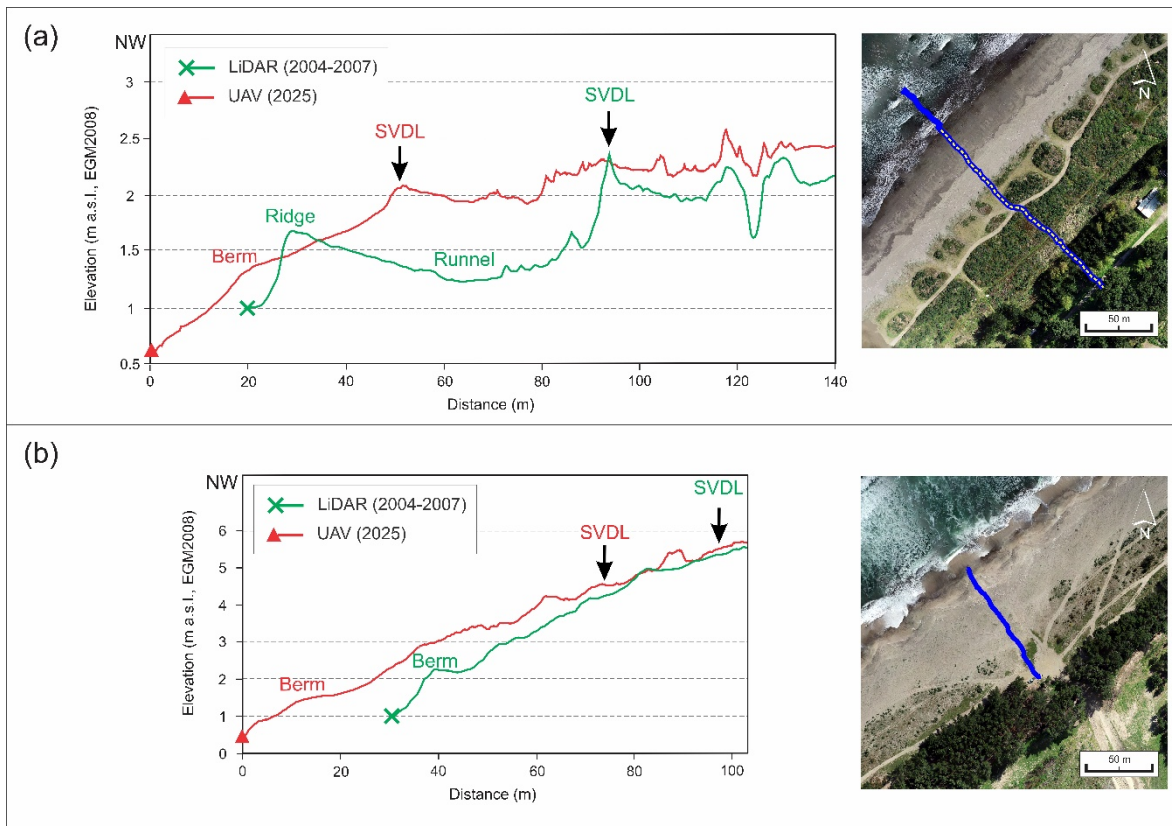 (a)
NW
LiDAR (2004-2007)
UAV (2025)
SVDL
SVDL
Ridge
Berm
Runnel
Elevation (m a.s.l., EGM2008)
3
2.5
2
1.5
1
0.5
0 20 40 60 80 100 120 140
Distance (m)
N
50 m
(b)
NW
LiDAR (2004-2007)
UAV (2025)
SVDL
SVDL
Berm
Berm
Elevation (m a.s.l., EGM2008)
6
5
4
3
2
1
0
0 20 40 60 80 100
Distance (m)
N
50 m